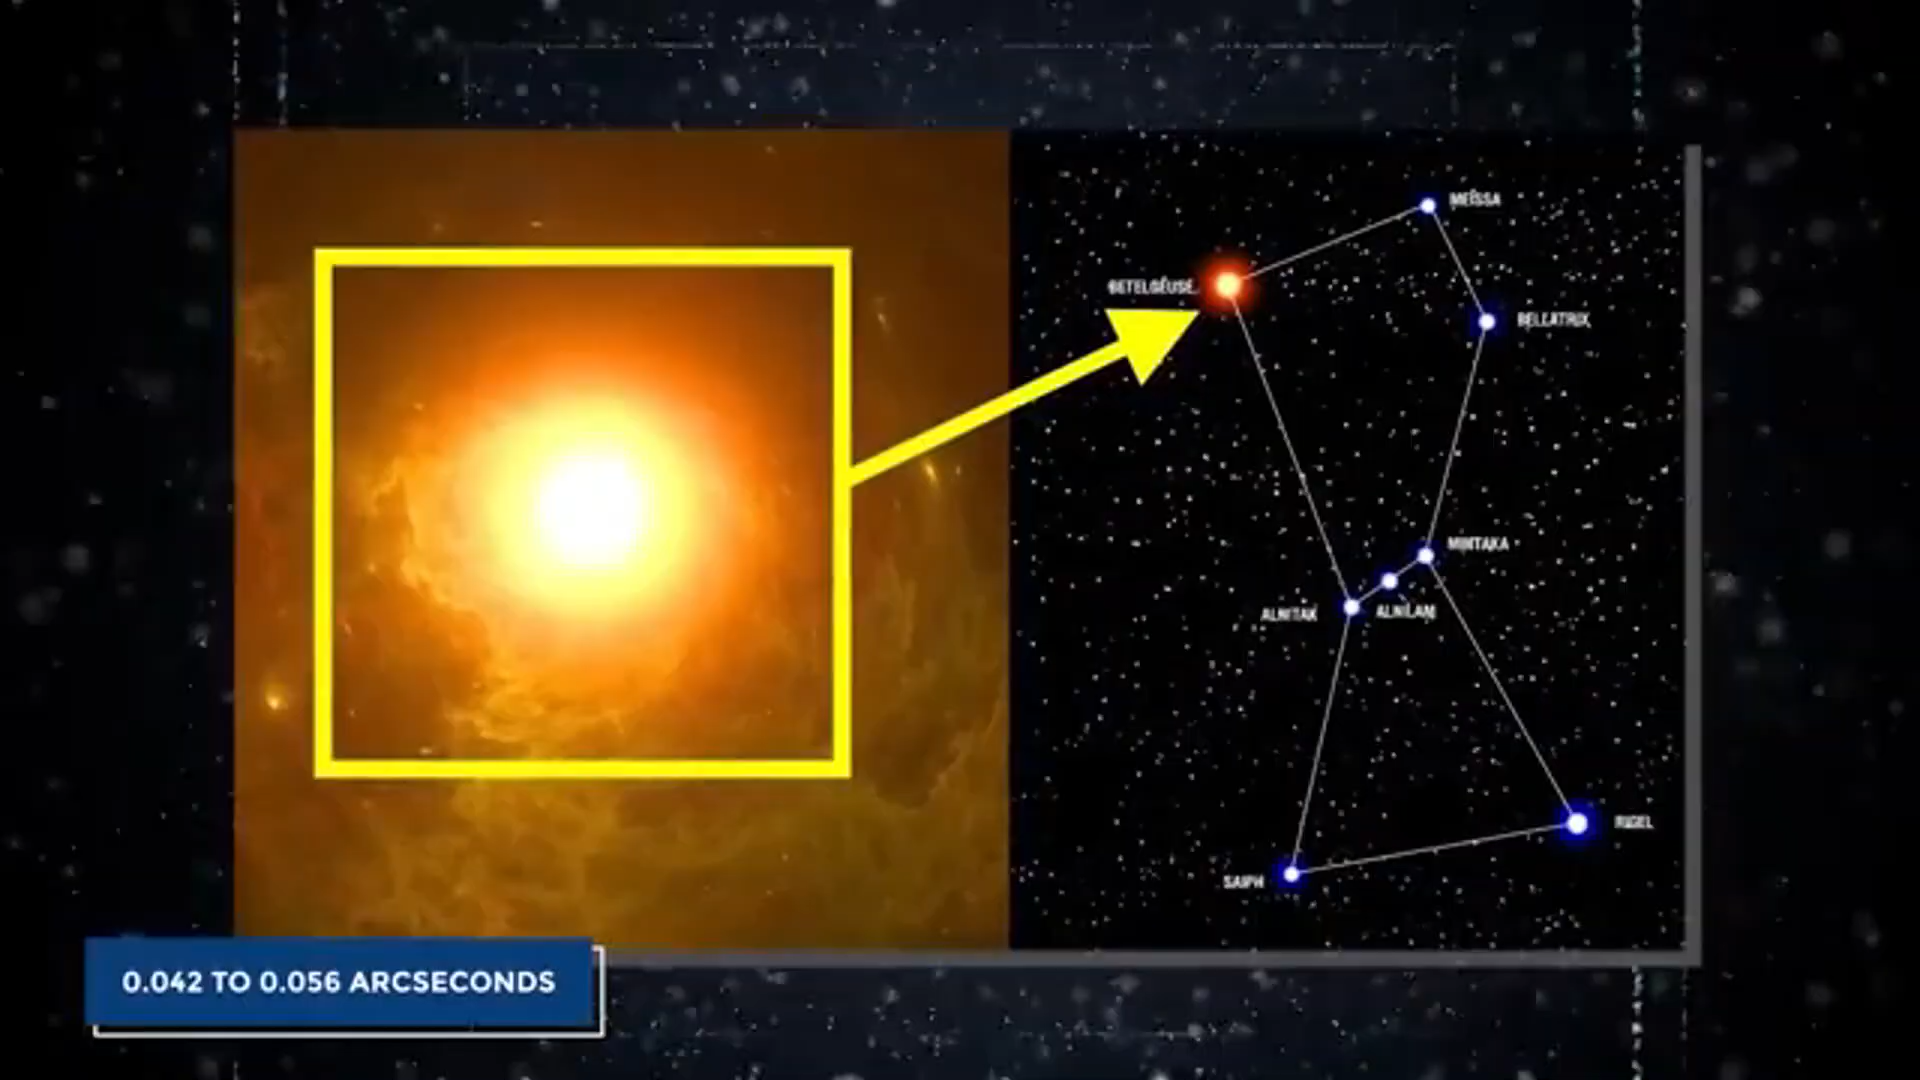 MEISSA
BETELGEUSE
BELLATRIX
MINTAKA
ALNITAK
ALNILAM
RIGEL
SAIPH
0.042 TO 0.056 ARCSECONDS